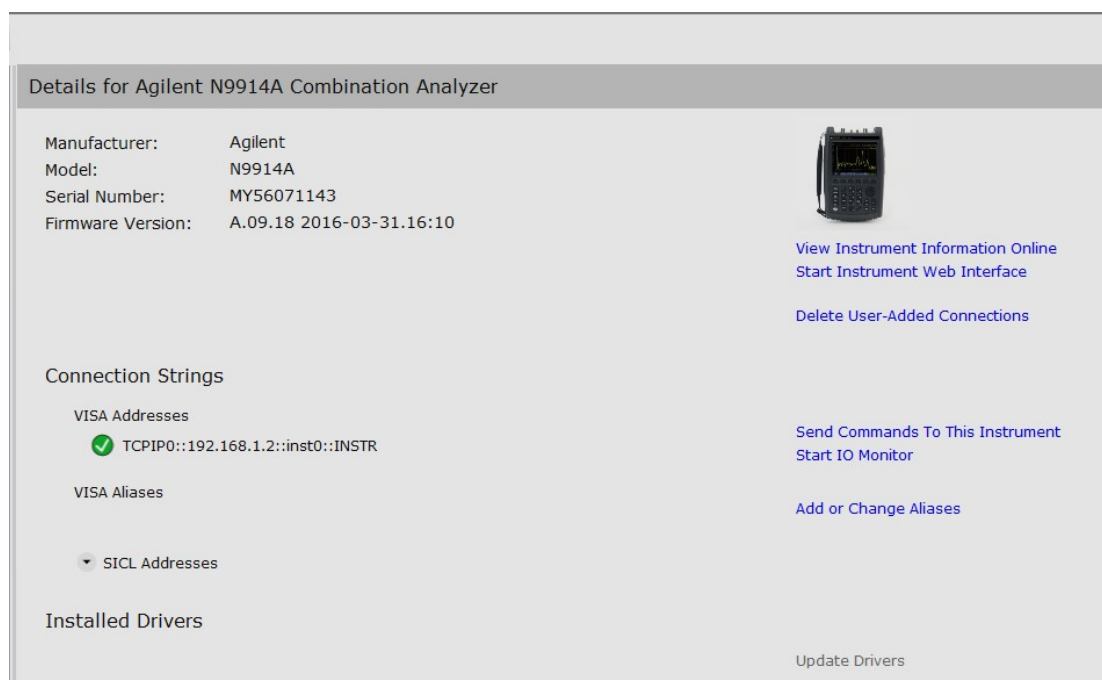 Details for Agilent N9914A Combination Analyzer
Manufacturer: Agilent
Model: N9914A
Serial Number: MY56071143
Firmware Version: A.09.18 2016-03-31.16:10
View Instrument Information Online
Start Instrument Web Interface
Delete User-Added Connections
Connection Strings
VISA Addresses
TCPIP0::192.168.1.2::inst0::INSTR
Send Commands To This Instrument
Start IO Monitor
VISA Aliases
Add or Change Aliases
SICL Addresses
Installed Drivers
Update Drivers